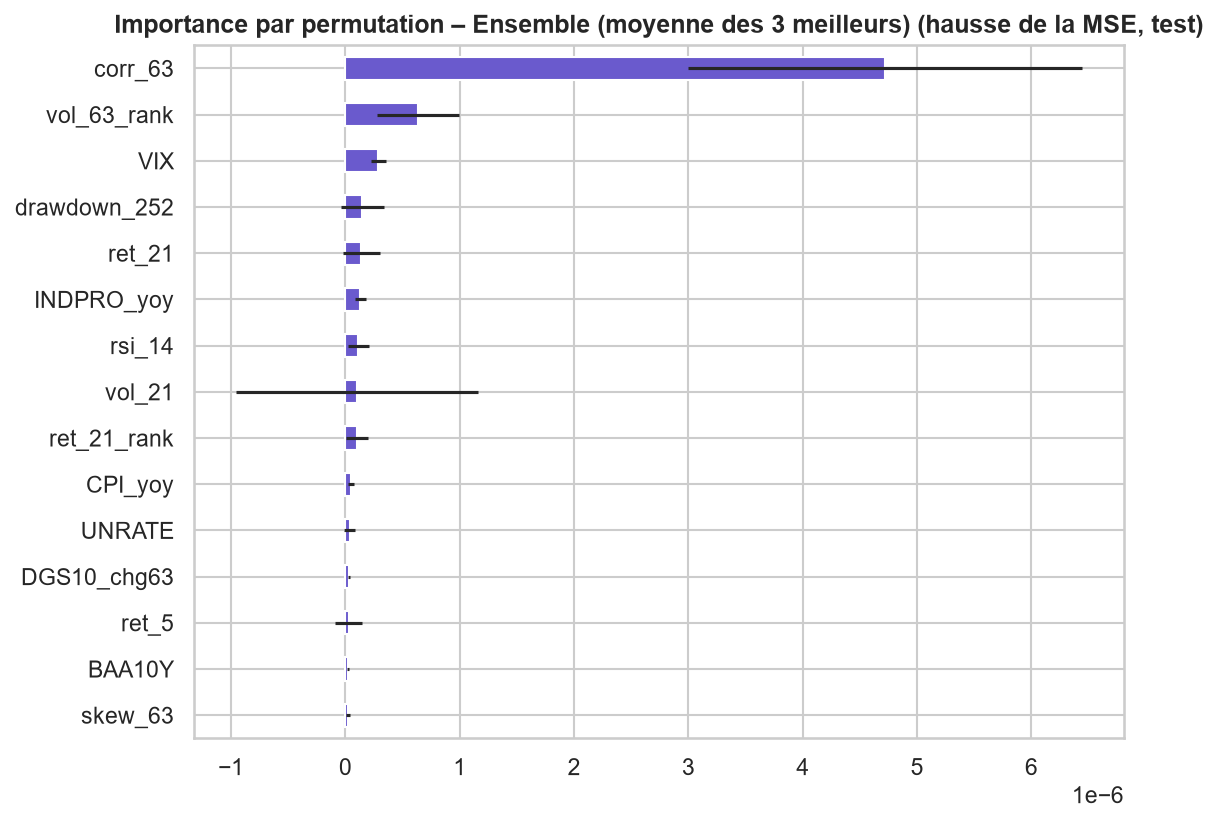 Importance par permutation – Ensemble (moyenne des 3 meilleurs) (hausse de la MSE, test)
corr_63
vol_63_rank
VIX
drawdown_252
ret_21
INDPRO_yoy
rsi_14
vol_21
ret_21_rank
CPI_yoy
UNRATE
DGS10_chg63
ret_5
BAA10Y
skew_63
−1 0 1 2 3 4 5 6
1e−6